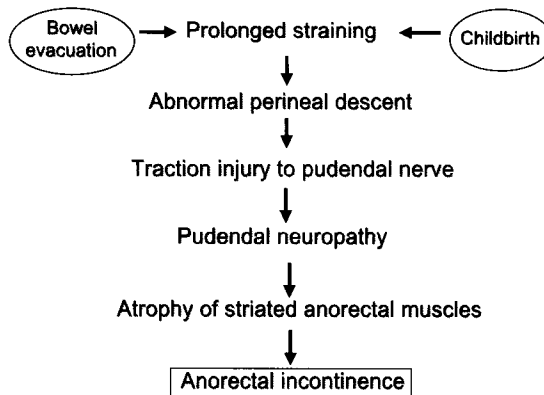 Bowel
evacuation
Prolonged straining
Childbirth
Abnormal perineal descent
Traction injury to pudendal nerve
Pudendal neuropathy
Atrophy of striated anorectal muscles
Anorectal incontinence